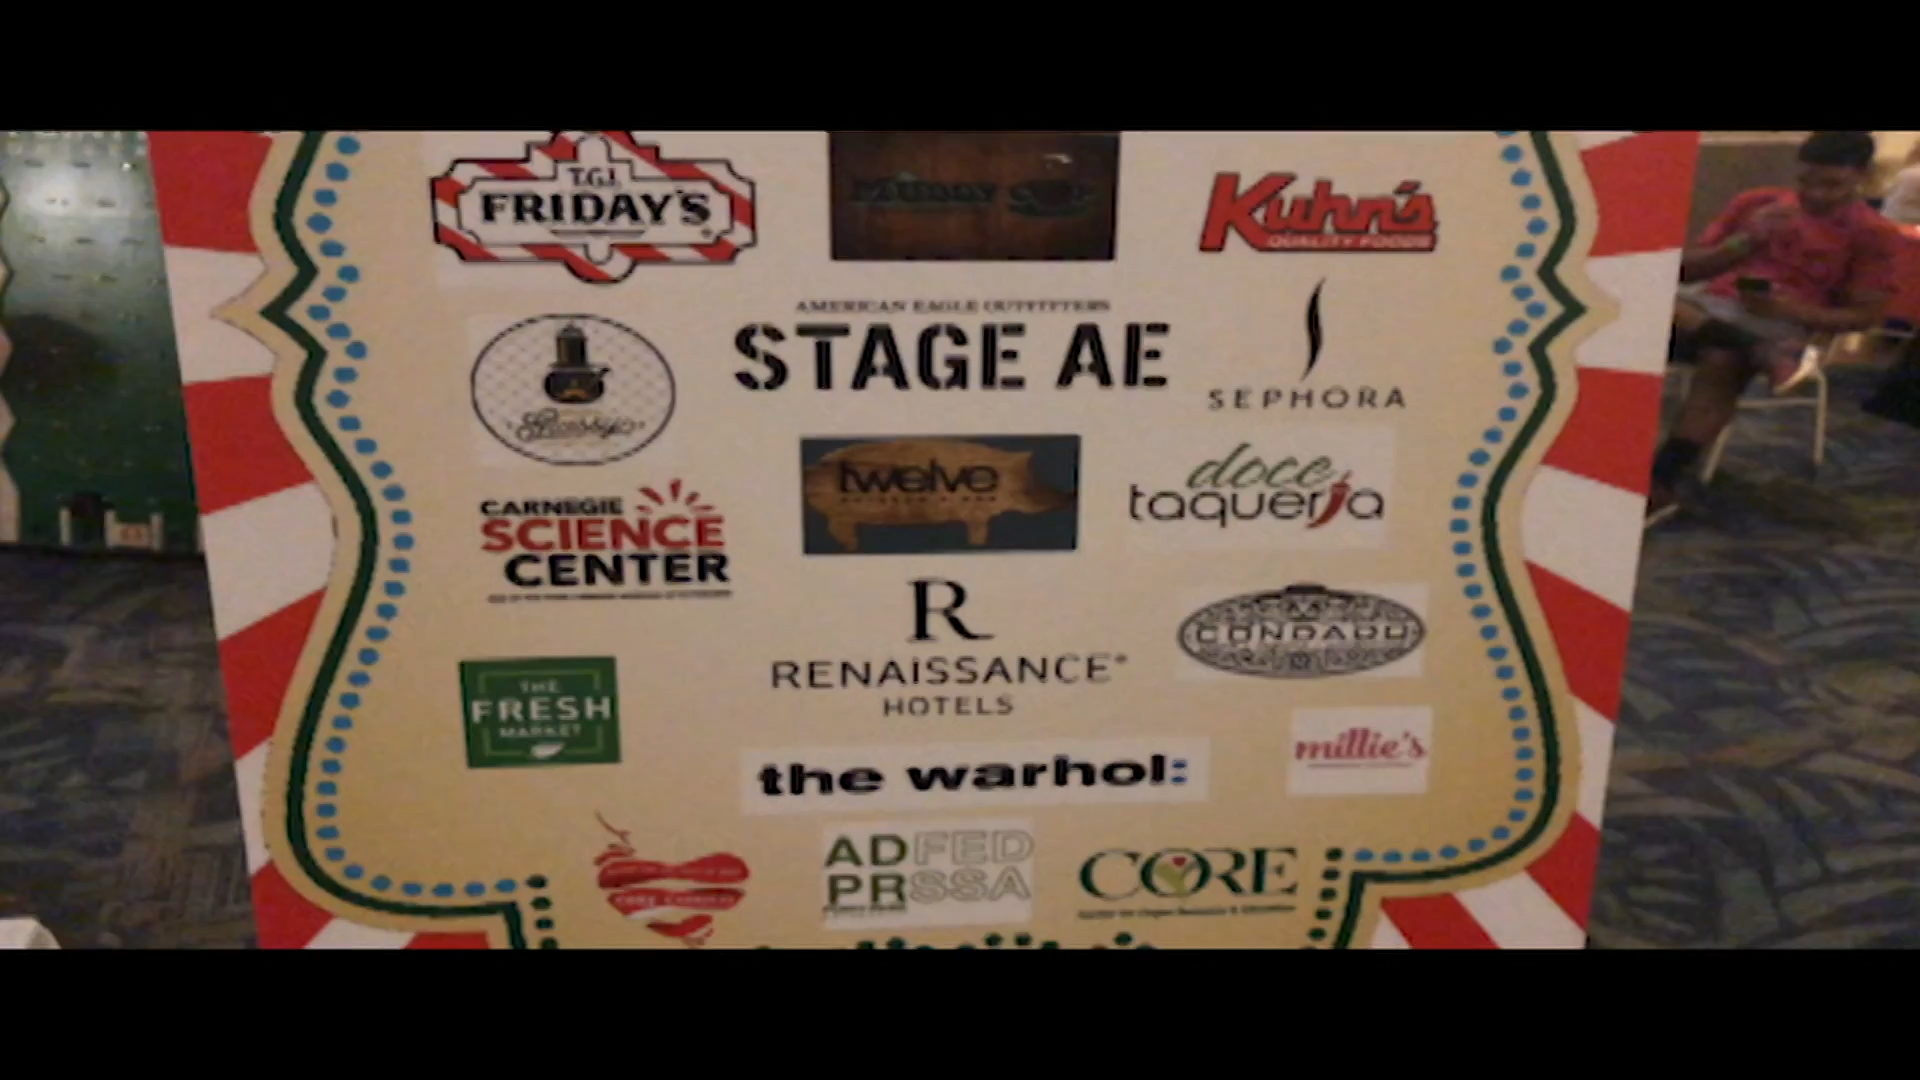 T.G.I.
FRIDAY'S
Kuhn's
QUALITY FOODS
AMERICAN EAGLE OUTFITTERS
STAGE AE
SEPHORA
twelve
doce
taqueria
CARNEGIE
SCIENCE
CENTER
R
RENAISSANCE
HOTELS
CONDADO
THE
FRESH
MARKET
millie's
the warhol:
ADFED
PRSSA
CORE